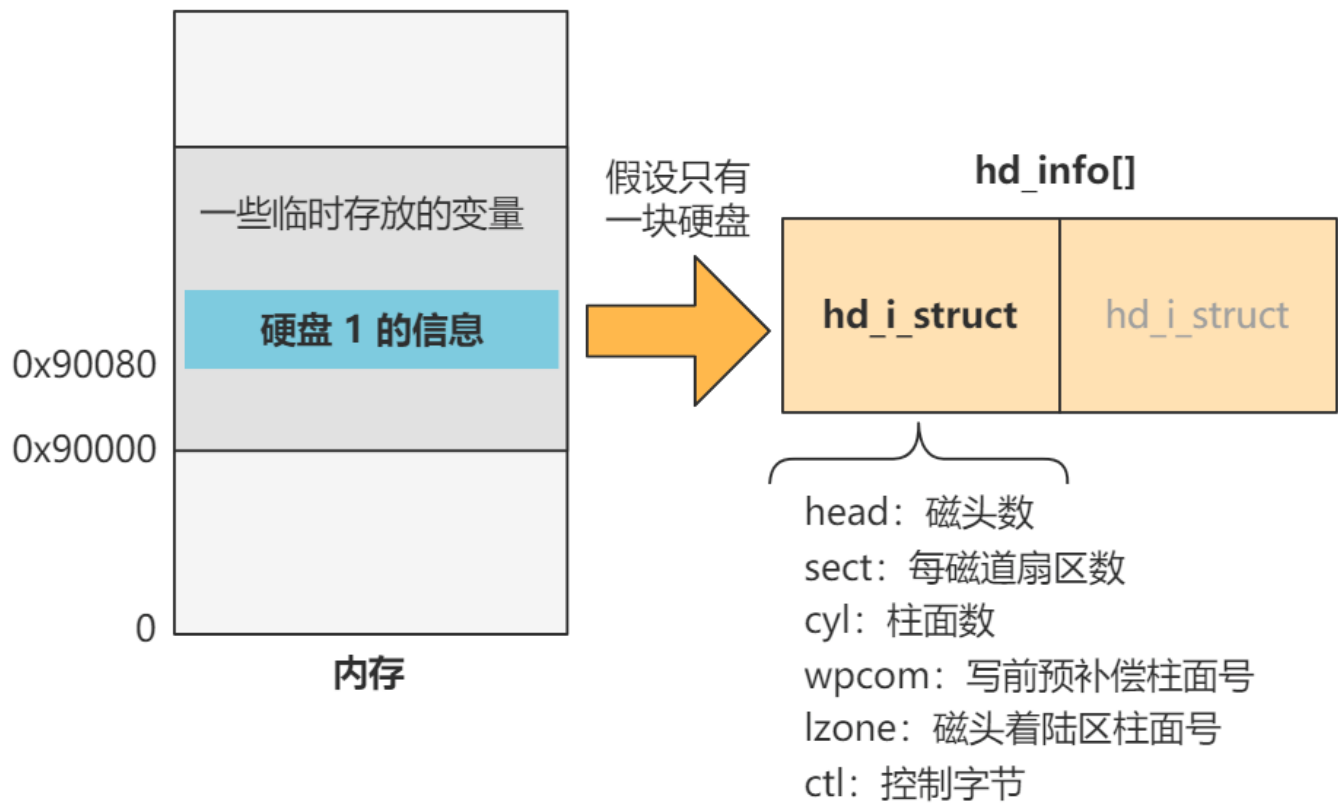 一些临时存放的变量
硬盘 1 的信息
0x90080
0x90000
0
内存
假设只有
一块硬盘
hd_info[]
hd_i_struct
hd_i_struct
head：磁头数
sect：每磁道扇区数
cyl：柱面数
wpcom：写前预补偿柱面号
lzone：磁头着陆区柱面号
ctl：控制字节